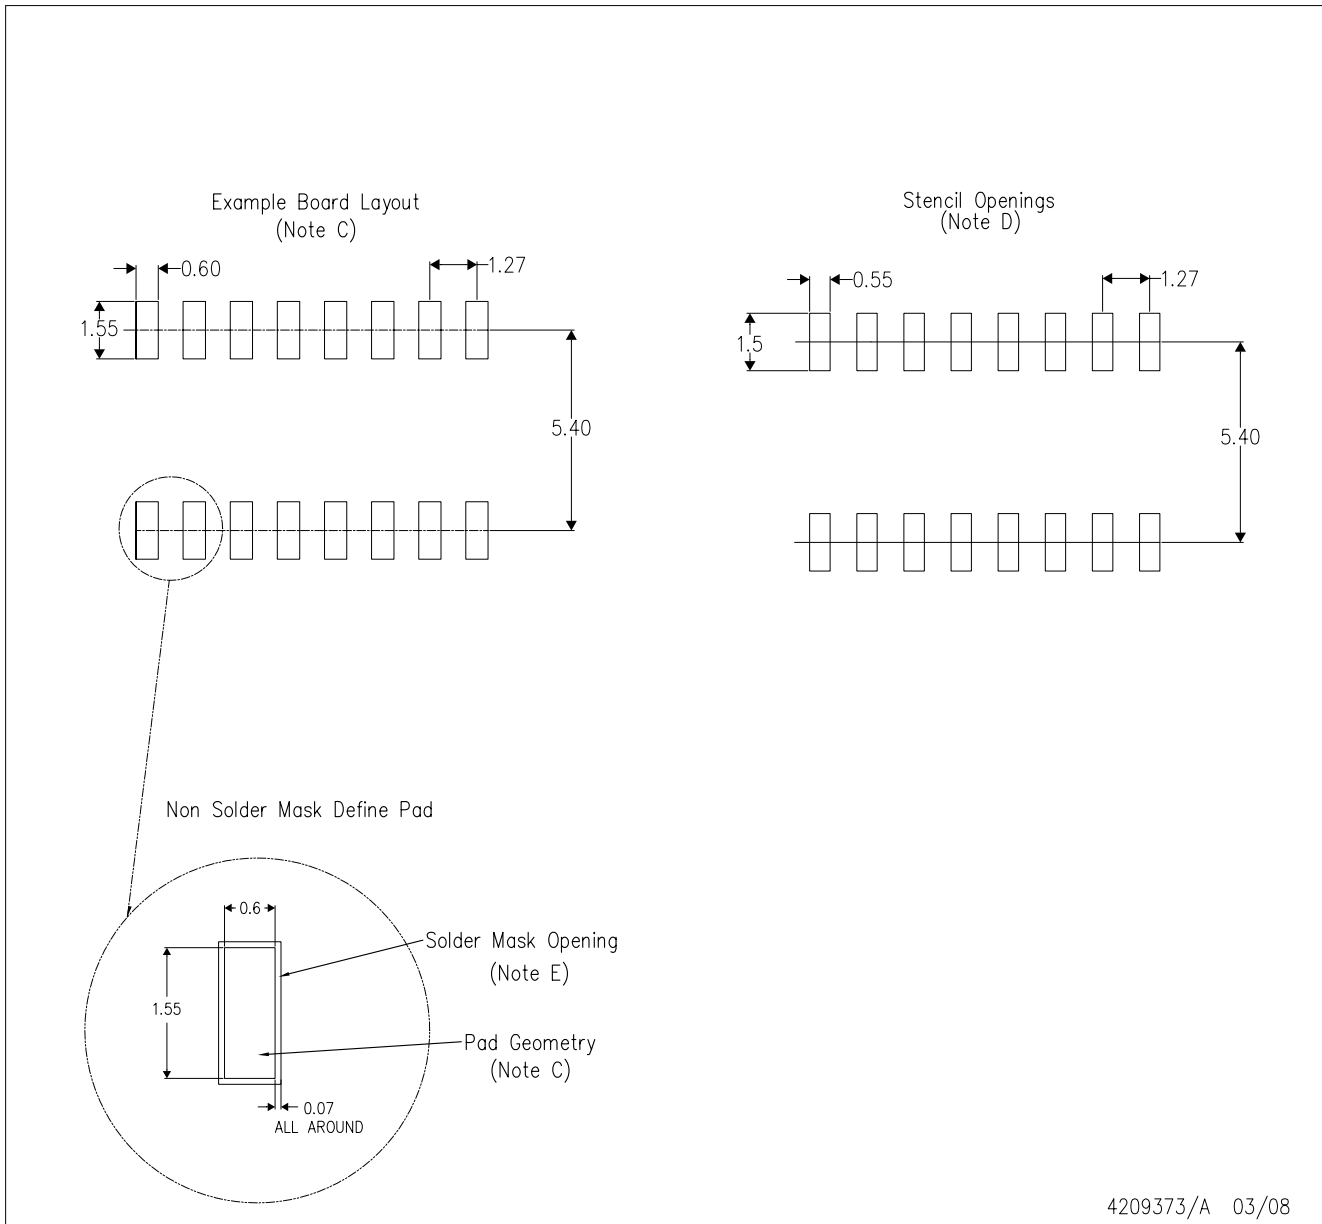 Example Board Layout
(Note C)
0.60
1.27
1.55
5.40
Stencil Openings
(Note D)
0.55
1.27
1.5
5.40
Non Solder Mask Define Pad
0.6
1.55
Solder Mask Opening
(Note E)
Pad Geometry
(Note C)
0.07
ALL AROUND
4209373/A 03/08